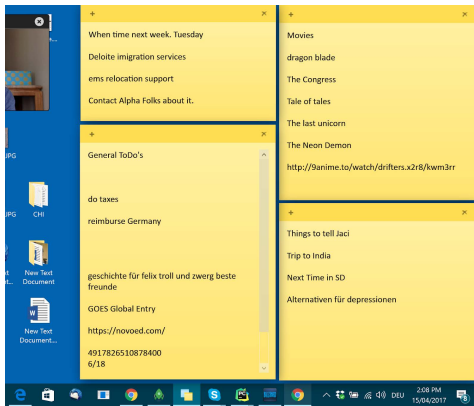 When time next week. Tuesday
Deloite imigration services
ems relocation support
Contact Alpha Folks about it.
General ToDo's
do taxes
reimburse Germany
geschichte für felix troll und zwerg beste
freunde
GOES Global Entry
https://novoed.com/
4917826510878400
6/18
Movies
dragon blade
The Congress
Tale of tales
The last unicorn
The Neon Demon
http://9anime.to/watch/drifters.x2r8/kwm3rr
Things to tell Jaci
Trip to India
Next Time in SD
Alternativen für depressionen
JPG
JPG
CHI
New Text
Document
New Text
Document...
DEU
2:08 PM
15/04/2017